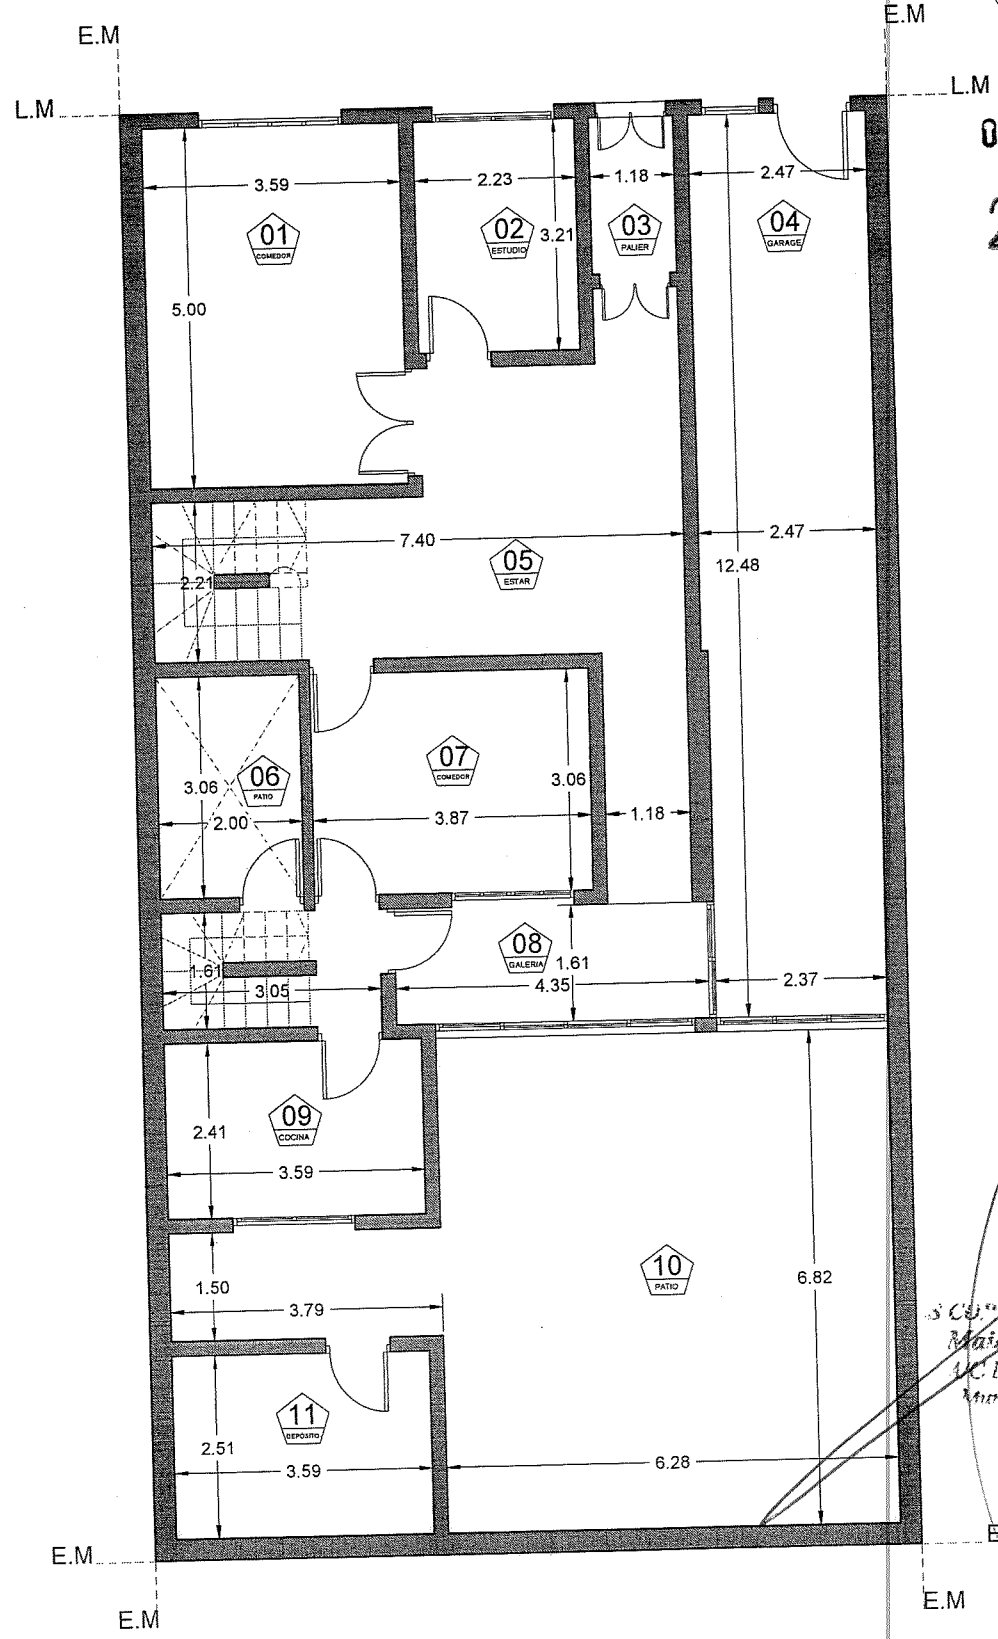 E.M
E.M
L.M
L.M
3.59
2.23
1.18
2.47
01
COMEDOR
02
ESTUDIO
3.21
03
PALIER
04
GARAGE
5.00
7.40
2.47
05
ESTAR
12.48
2.21
3.06
06
PATIO
2.00
07
COMEDOR
3.06
3.87
1.18
08
GALERIA
1.61
4.35
1.61
3.05
2.37
09
COCINA
2.41
3.59
10
PATIO
6.82
1.50
3.79
11
DEPOSITO
2.51
3.59
6.28
E.M
E.M
E.M